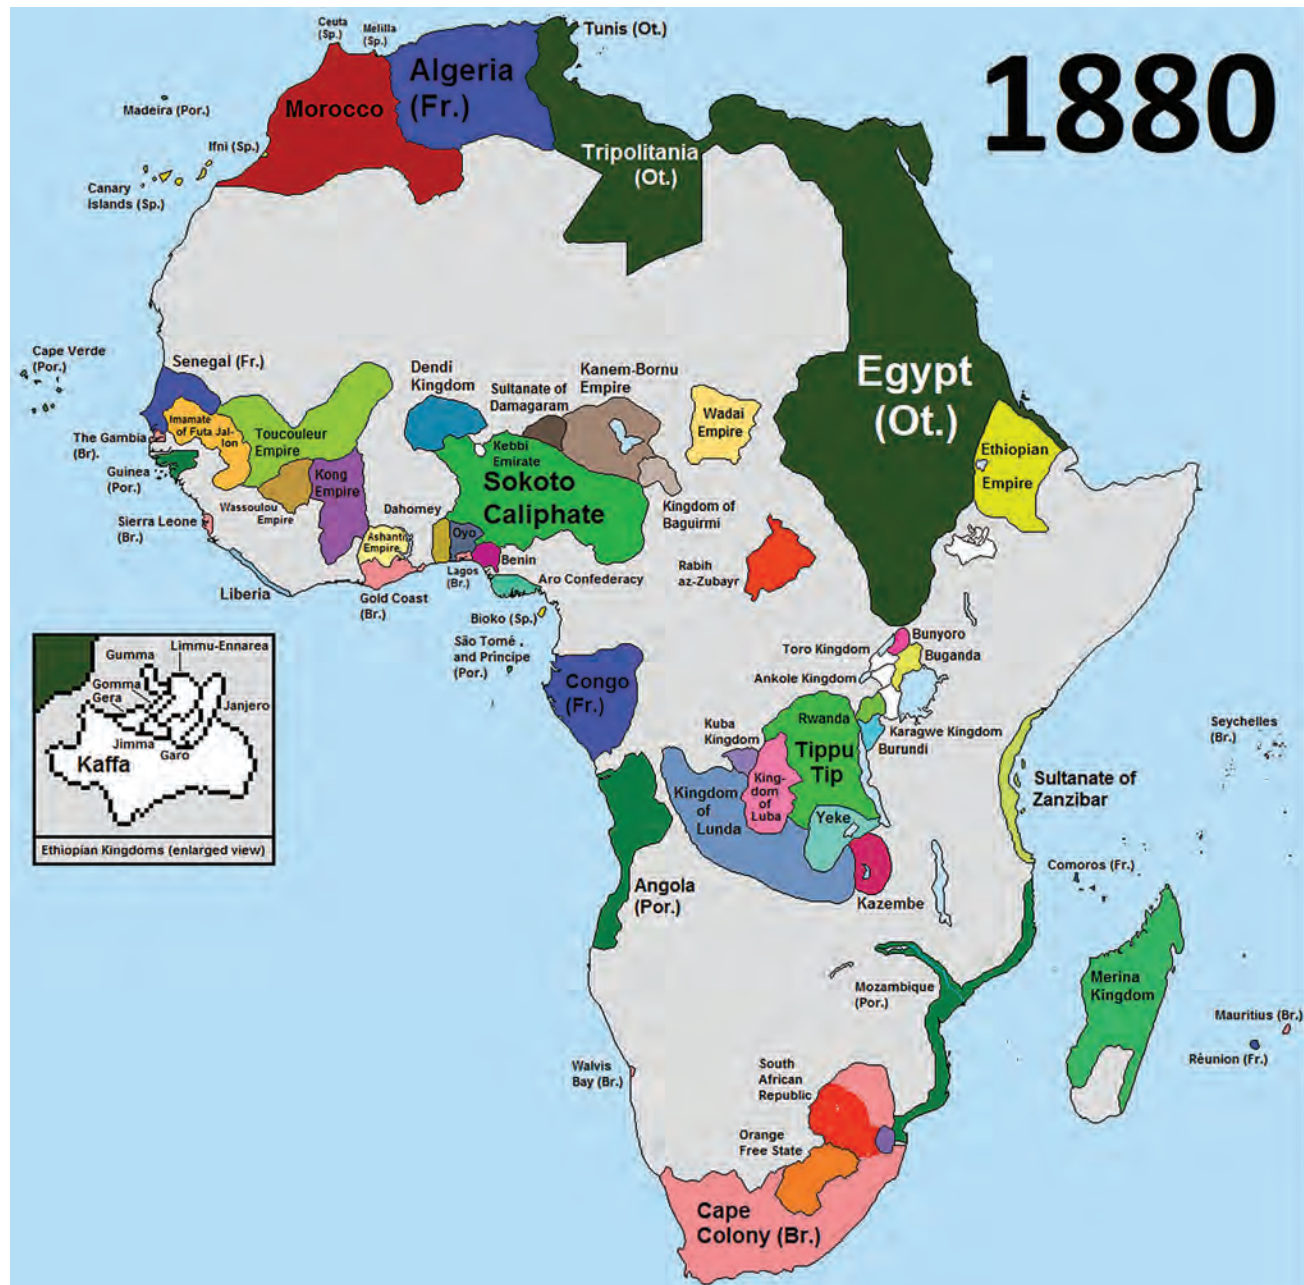 1880
Ceuta
(Sp.)
Melilla
(Sp.)
Tunis (Ot.)
Algeria
(Fr.)
Morocco
Madeira (Por.)
Ifni (Sp.)
Tripolitania
(Ot.)
Canary
Islands (Sp.)
Cape Verde
(Por.)
Senegal (Fr.)
Dendi
Kingdom
Sultanate of
Damagaram
Kanem-Bornu
Empire
Egypt
(Ot.)
Imamate
of Futa Jal-
lon
Toucouleur
Empire
Wadai
Empire
The Gambia
(Br).
Kebbi
Emirate
Ethiopian
Empire
Guinea
(Por.)
Kong
Empire
Sokoto
Caliphate
Wassoulou
Empire
Dahomey
Kingdom of
Baguirmi
Sierra Leone
(Br.)
Ashanti
Empire
Oyo
Benin
Rabih
az-Zubayr
Lagos
(Br.)
Aro Confederacy
Liberia
Gold Coast
(Br.)
Bioko (Sp.)
São Tomé
and Príncipe
(Por.)
Bunyoro
Toro Kingdom
Buganda
Ankole Kingdom
Limmu-Ennarea
Gumma
Gomma
Gera
Janjero
Jimma
Garo
Kaffa
Ethiopian Kingdoms (enlarged view)
Congo
(Fr.)
Kuba
Kingdom
Rwanda
Karagwe Kingdom
Burundi
Tippu
Tip
Seychelles
(Br.)
Sultanate of
Zanzibar
Kingdom
of
Lunda
King-
dom
of
Luba
Yeke
Comoros (Fr.)
Angola
(Por.)
Kazembe
Merina
Kingdom
Mozambique
(Por.)
Mauritius (Br.)
Réunion (Fr.)
Walvis
Bay (Br.)
South
African
Republic
Orange
Free State
Cape
Colony (Br.)